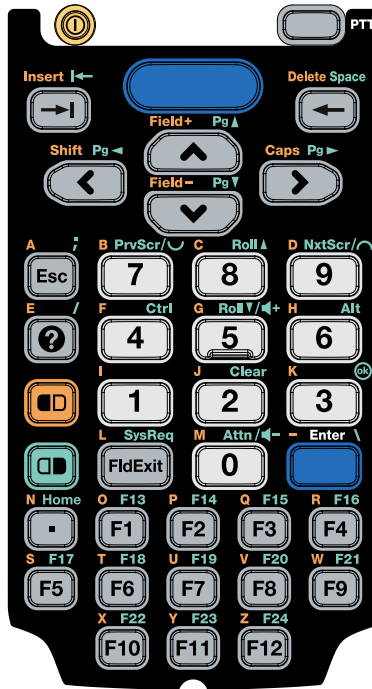 PTT
Insert Delete Space
Field+ Pg▲
Shift Pg◄ Caps Pg►
Field– Pg▼
A ; B PrvScr/◡ C Roll▲ D NxtScr/◠
Esc 7 8 9
E / F Ctrl G Roll▼/+ H Alt
? 4 5 6
I J Clear K ok
1 2 3
L SysReq M Attn/- – Enter \
FldExit 0
N Home O F13 P F14 Q F15 R F16
. F1 F2 F3 F4
S F17 T F18 U F19 V F20 W F21
F5 F6 F7 F8 F9
X F22 Y F23 Z F24
F10 F11 F12